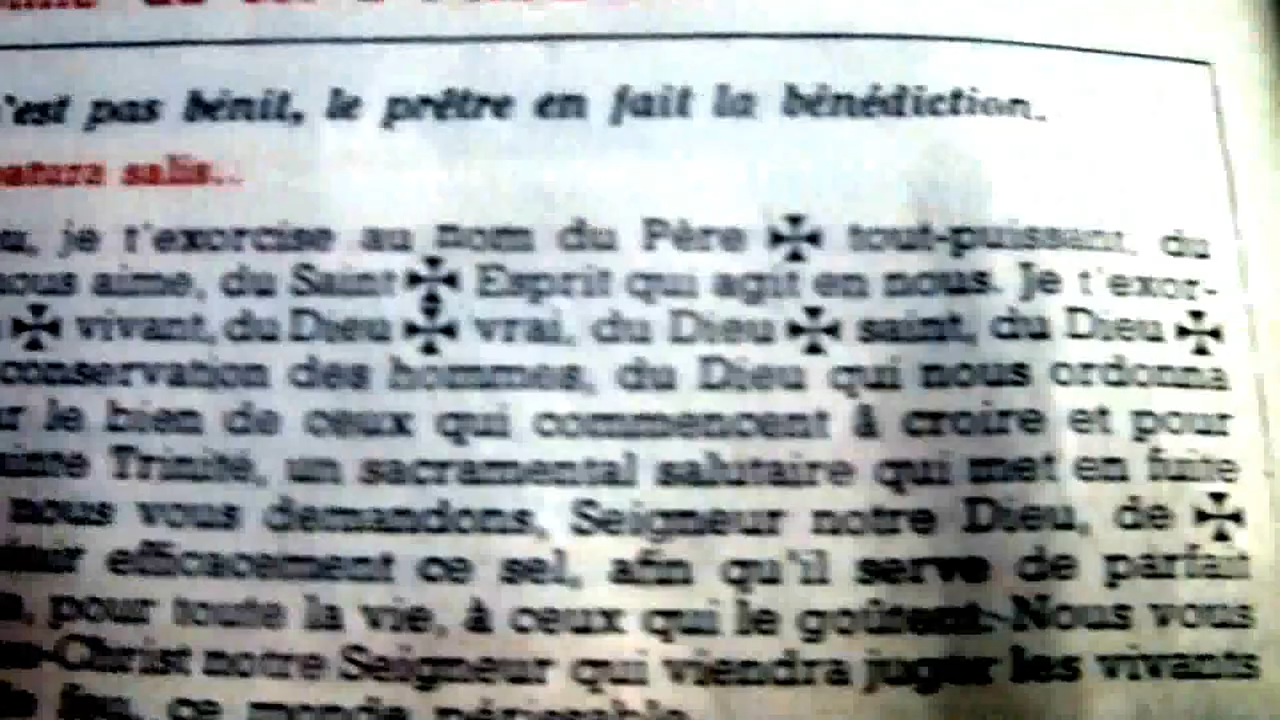 'est pas bénit, le prêtre en fait la bénédiction.
salis...
je t'exorcise au nom du Père ✠ tout-puissant, du
nous aime, du Saint ✠ Esprit qui agit en nous. Je t'exor-
✠ vivant, du Dieu ✠ vrai, du Dieu ✠ saint, du Dieu ✠
conservation des hommes, du Dieu qui nous ordonna
le bien de ceux qui commencent à croire et pour
Trinité, un sacramental salutaire qui met en fuite
nous vous demandons, Seigneur notre Dieu, de ✠
efficacement ce sel, afin qu'il serve de parfait
pour toute la vie, à ceux qui le goûtent. Nous vous
-Christ notre Seigneur qui viendra juger les vivants
feu, ce monde périssable.